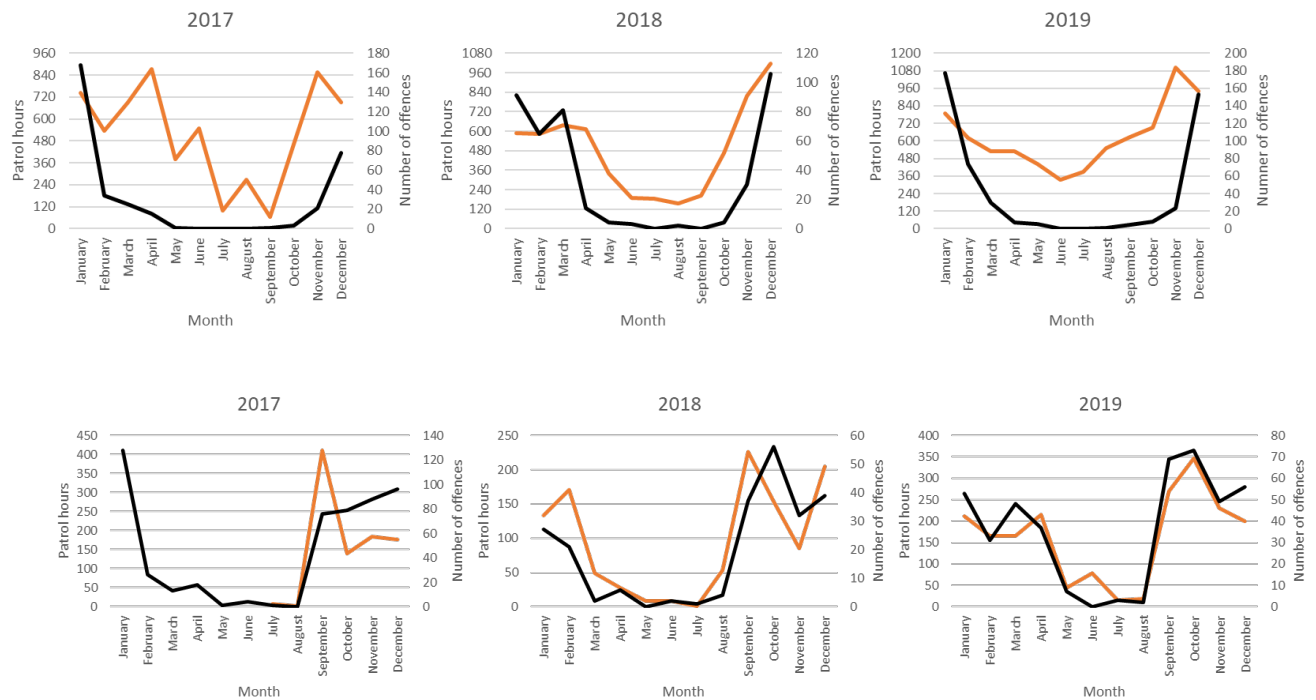 2017
960
840
720
600
480
360
240
120
0
Patrol hours
180
160
140
120
100
80
60
40
20
0
Number of offences
January
February
March
April
May
June
July
August
September
October
November
December
Month
2018
1080
960
840
720
600
480
360
240
120
0
Patrol hours
120
100
80
60
40
20
0
Number of offences
January
February
March
April
May
June
July
August
September
October
November
December
Month
2019
1200
1080
960
840
720
600
480
360
240
120
0
Patrol hours
200
180
160
140
120
100
80
60
40
20
0
Number of offences
January
February
March
April
May
June
July
August
September
October
November
December
Month
2017
450
400
350
300
250
200
150
100
50
0
Patrol hours
140
120
100
80
60
40
20
0
Number of offences
January
February
March
April
May
June
July
August
September
October
November
December
Month
2018
250
200
150
100
50
0
Patrol hours
60
50
40
30
20
10
0
Number of offences
January
February
March
April
May
June
July
August
September
October
November
December
Month
2019
400
350
300
250
200
150
100
50
0
Patrol hours
80
70
60
50
40
30
20
10
0
Number of offences
January
February
March
April
May
June
July
August
September
October
November
December
Month